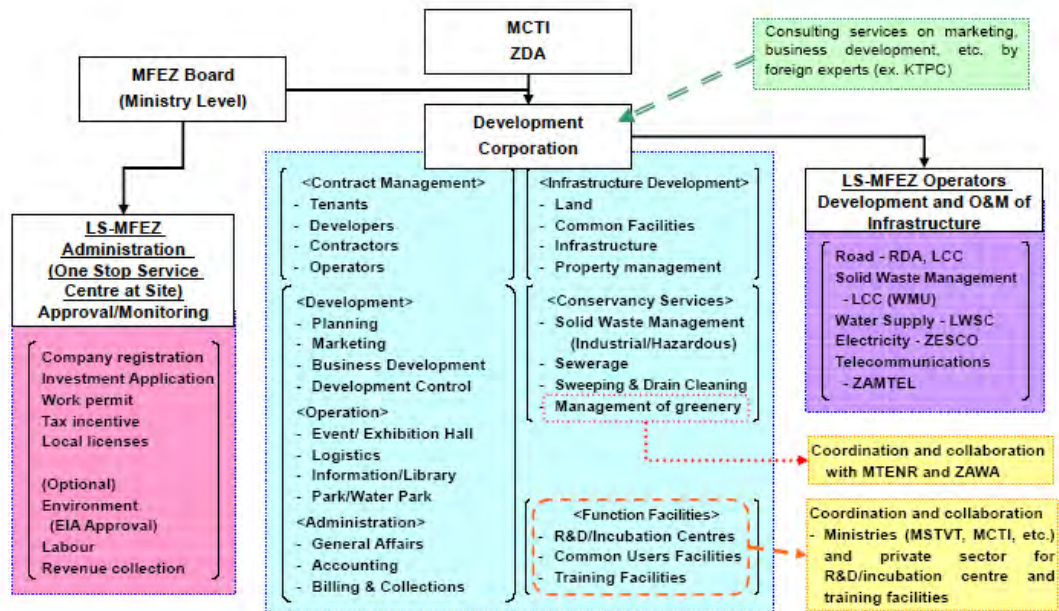 MCTI
ZDA
Consulting services on marketing,
business development, etc. by
foreign experts (ex. KTPC)
MFEZ Board
(Ministry Level)
Development
Corporation
LS-MFEZ
Administration
(One Stop Service
Centre at Site)
Approval/Monitoring
Company registration
Investment Application
Work permit
Tax incentive
Local licenses
(Optional)
Environment
(EIA Approval)
Labour
Revenue collection
<Contract Management>
- Tenants
- Developers
- Contractors
- Operators
<Development>
- Planning
- Marketing
- Business Development
- Development Control
<Operation>
- Event/ Exhibition Hall
- Logistics
- Information/Library
- Park/Water Park
<Administration>
- General Affairs
- Accounting
- Billing & Collections
<Infrastructure Development>
- Land
- Common Facilities
- Infrastructure
- Property management
<Conservancy Services>
- Solid Waste Management
(Industrial/Hazardous)
- Sewerage
- Sweeping & Drain Cleaning
- Management of greenery
<Function Facilities>
- R&D/Incubation Centres
- Common Users Facilities
- Training Facilities
LS-MFEZ Operators
Development and O&M of
Infrastructure
Road - RDA, LCC
Solid Waste Management
- LCC (WMU)
Water Supply - LWSC
Electricity - ZESCO
Telecommunications
- ZAMTEL
Coordination and collaboration
with MTENR and ZAWA
Coordination and collaboration
- Ministries (MSTVT, MCTI, etc.)
and private sector for
R&D/incubation centre and
training facilities